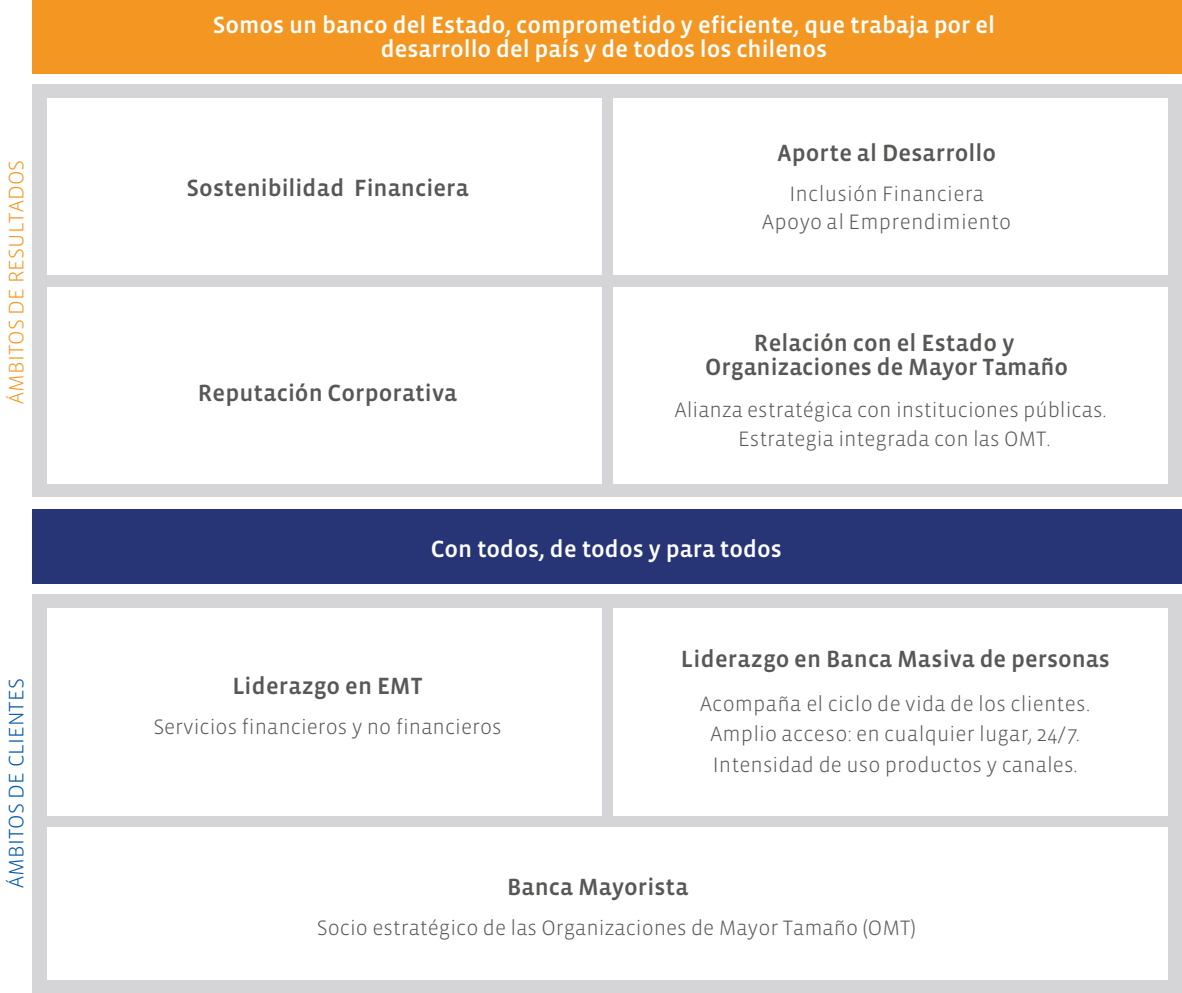 Somos un banco del Estado, comprometido y eficiente, que trabaja por el
desarrollo del país y de todos los chilenos
ÁMBITOS DE RESULTADOS
Sostenibilidad Financiera
Aporte al Desarrollo
Inclusión Financiera
Apoyo al Emprendimiento
Reputación Corporativa
Relación con el Estado y
Organizaciones de Mayor Tamaño
Alianza estratégica con instituciones públicas.
Estrategia integrada con las OMT.
Con todos, de todos y para todos
ÁMBITOS DE CLIENTES
Liderazgo en EMT
Servicios financieros y no financieros
Liderazgo en Banca Masiva de personas
Acompaña el ciclo de vida de los clientes.
Amplio acceso: en cualquier lugar, 24/7.
Intensidad de uso productos y canales.
Banca Mayorista
Socio estratégico de las Organizaciones de Mayor Tamaño (OMT)